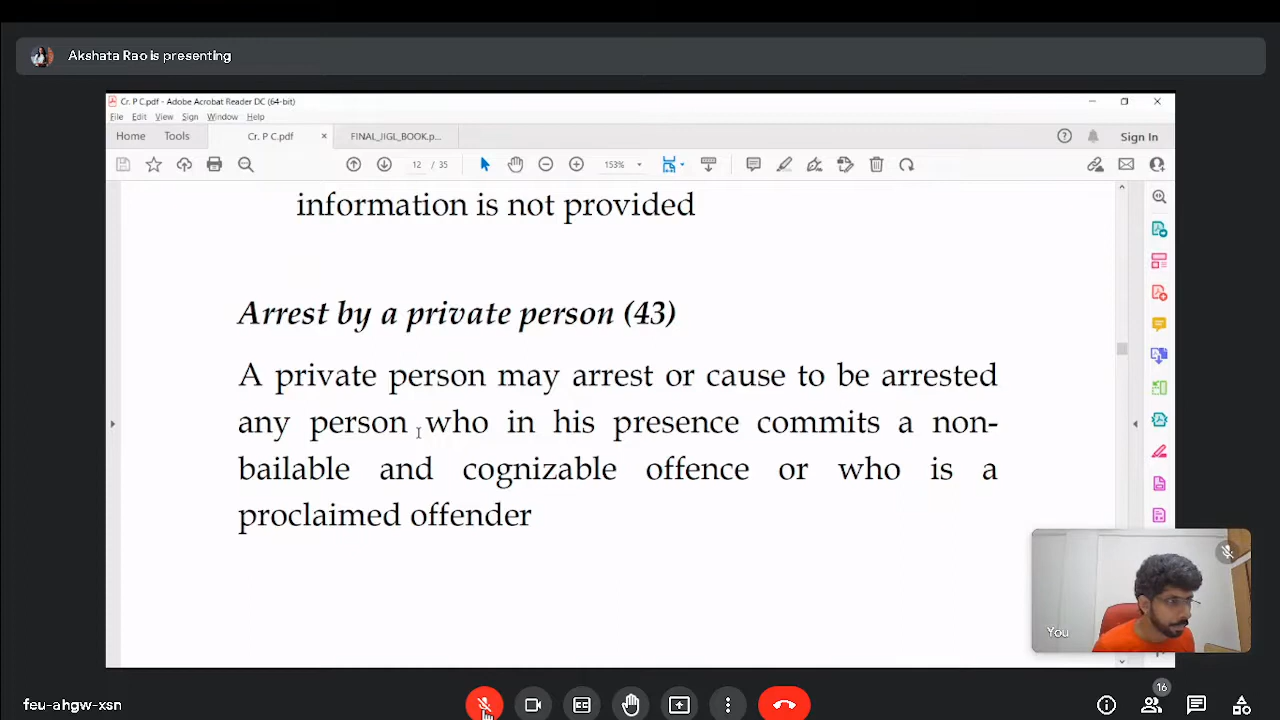 Akshata Rao is presenting
Cr. P C.pdf - Adobe Acrobat Reader DC (64-bit)
File Edit View Sign Window Help
Home Tools Cr. P C.pdf × FINAL_JIGL_BOOK.p... Sign In
12 / 35 153%
information is not provided
Arrest by a private person (43)
A private person may arrest or cause to be arrested
any person who in his presence commits a non-
bailable and cognizable offence or who is a
proclaimed offender
You
16
feu-ahgw-xsn